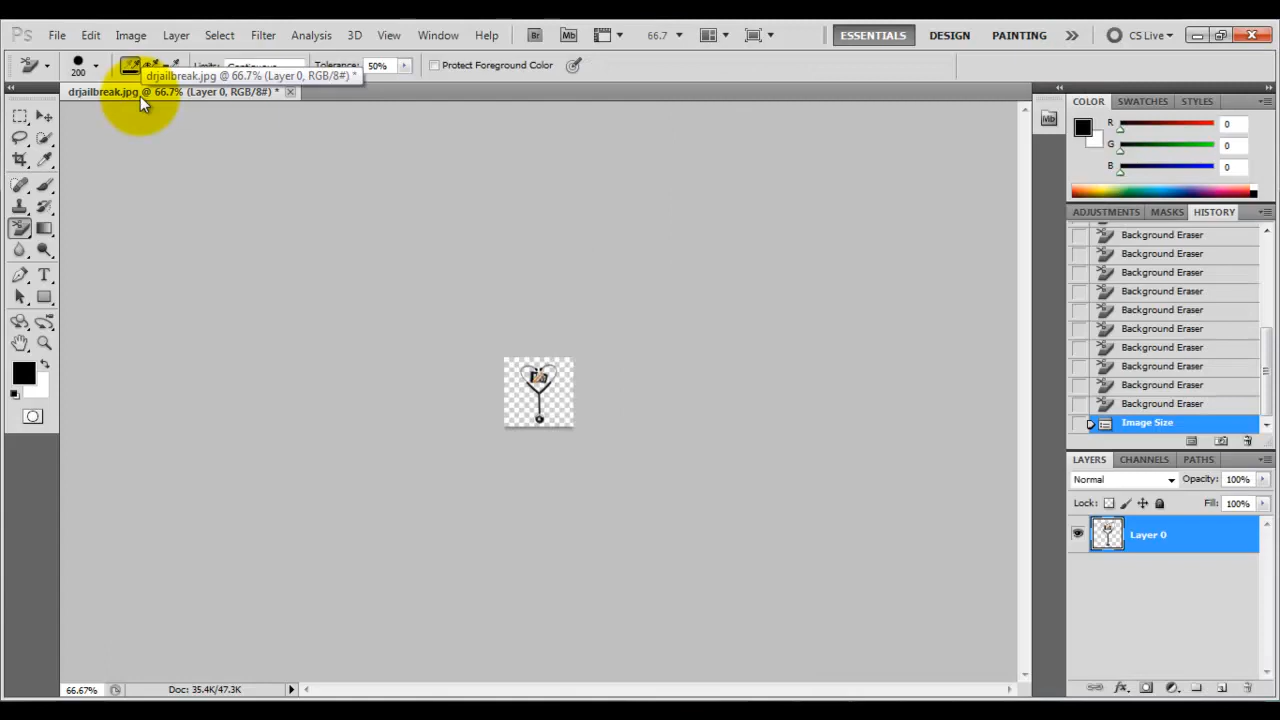 Ps File Edit Image Layer Select Filter Analysis 3D View Window Help Br Mb 66.7 ESSENTIALS DESIGN PAINTING CS Live
200 Limits: Continuous Tolerance: 50% Protect Foreground Color
drjailbreak.jpg @ 66.7% (Layer 0, RGB/8#) *
drjailbreak.jpg @ 66.7% (Layer 0, RGB/8#) *
Mb
COLOR SWATCHES STYLES
R 0
G 0
B 0
ADJUSTMENTS MASKS HISTORY
Background Eraser
Background Eraser
Background Eraser
Background Eraser
Background Eraser
Background Eraser
Background Eraser
Background Eraser
Background Eraser
Background Eraser
Image Size
LAYERS CHANNELS PATHS
Normal Opacity: 100%
Lock: Fill: 100%
Layer 0
T
66.67% Doc: 35.4K/47.3K